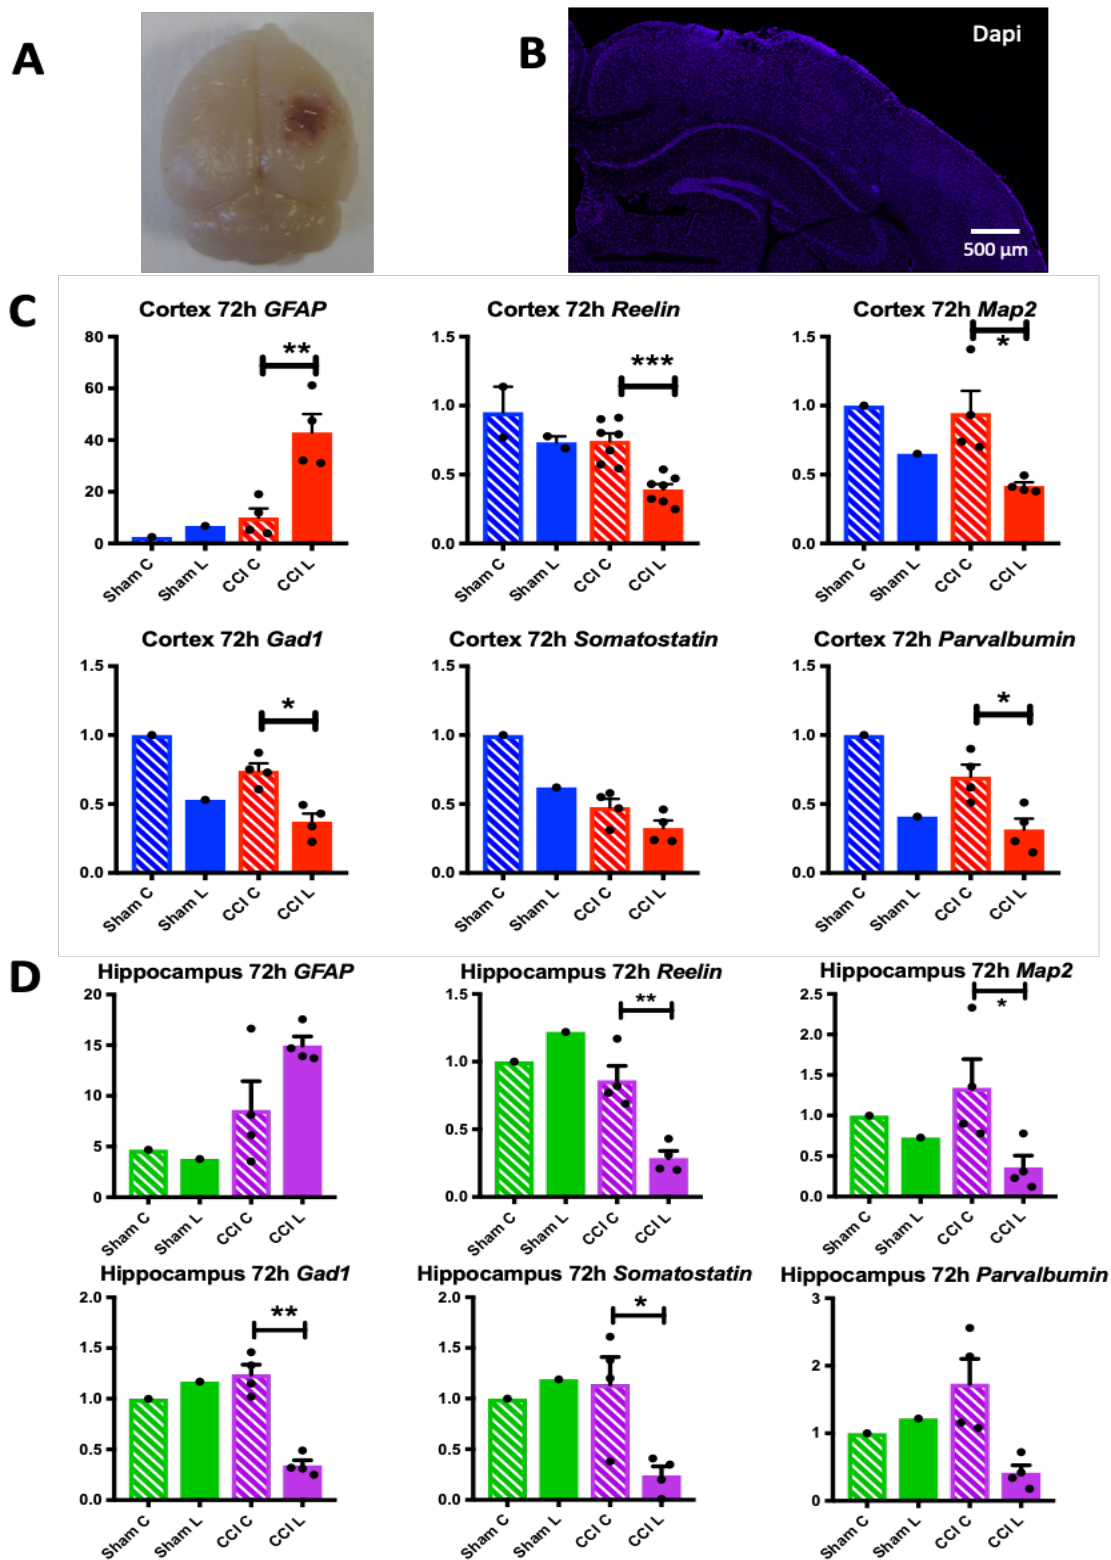 A
B
Dapi
500 µm
C
Cortex 72h GFAP
Cortex 72h Reelin
Cortex 72h Map2
80
60
40
20
0
**
Sham C
Sham L
CCI C
CCI L
1.5
1.0
0.5
0.0
***
Sham C
Sham L
CCI C
CCI L
1.5
1.0
0.5
0.0
*
Sham C
Sham L
CCI C
CCI L
Cortex 72h Gad1
Cortex 72h Somatostatin
Cortex 72h Parvalbumin
1.5
1.0
0.5
0.0
*
Sham C
Sham L
CCI C
CCI L
1.5
1.0
0.5
0.0
Sham C
Sham L
CCI C
CCI L
1.5
1.0
0.5
0.0
*
Sham C
Sham L
CCI C
CCI L
D
Hippocampus 72h GFAP
Hippocampus 72h Reelin
Hippocampus 72h Map2
20
15
10
5
0
Sham C
Sham L
CCI C
CCI L
1.5
1.0
0.5
0.0
**
Sham C
Sham L
CCI C
CCI L
2.5
2.0
1.5
1.0
0.5
0.0
*
Sham C
Sham L
CCI C
CCI L
Hippocampus 72h Gad1
Hippocampus 72h Somatostatin
Hippocampus 72h Parvalbumin
2.0
1.5
1.0
0.5
0.0
**
Sham C
Sham L
CCI C
CCI L
2.0
1.5
1.0
0.5
0.0
*
Sham C
Sham L
CCI C
CCI L
3
2
1
0
Sham C
Sham L
CCI C
CCI L